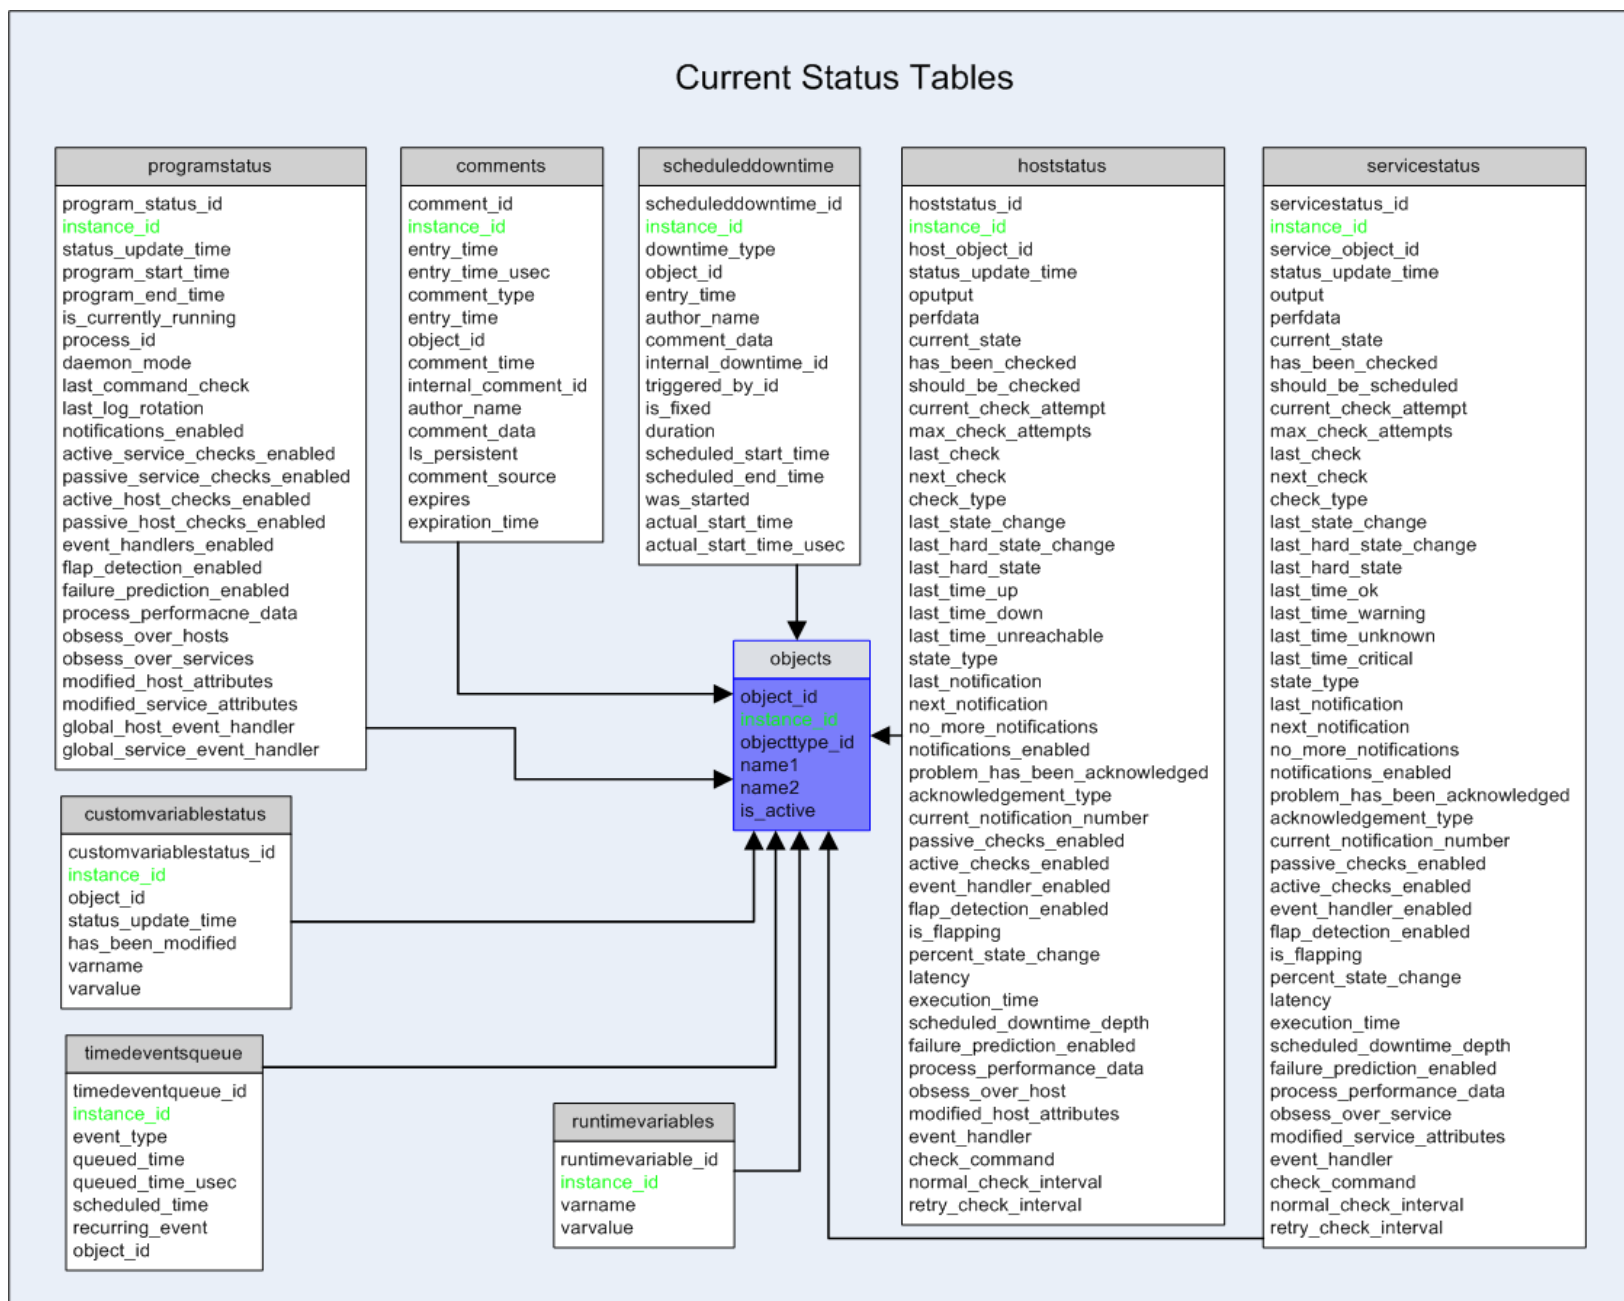 Current Status Tables
programstatus
program_status_id
instance_id
status_update_time
program_start_time
program_end_time
is_currently_running
process_id
daemon_mode
last_command_check
last_log_rotation
notifications_enabled
active_service_checks_enabled
passive_service_checks_enabled
active_host_checks_enabled
passive_host_checks_enabled
event_handlers_enabled
flap_detection_enabled
failure_prediction_enabled
process_performacne_data
obsess_over_hosts
obsess_over_services
modified_host_attributes
modified_service_attributes
global_host_event_handler
global_service_event_handler
comments
comment_id
instance_id
entry_time
entry_time_usec
comment_type
entry_time
object_id
comment_time
internal_comment_id
author_name
comment_data
Is_persistent
comment_source
expires
expiration_time
scheduleddowntime
scheduleddowntime_id
instance_id
downtime_type
object_id
entry_time
author_name
comment_data
internal_downtime_id
triggered_by_id
is_fixed
duration
scheduled_start_time
scheduled_end_time
was_started
actual_start_time
actual_start_time_usec
hoststatus
hoststatus_id
instance_id
host_object_id
status_update_time
oputput
perfdata
current_state
has_been_checked
should_be_checked
current_check_attempt
max_check_attempts
last_check
next_check
check_type
last_state_change
last_hard_state_change
last_hard_state
last_time_up
last_time_down
last_time_unreachable
state_type
last_notification
next_notification
no_more_notifications
notifications_enabled
problem_has_been_acknowledged
acknowledgement_type
current_notification_number
passive_checks_enabled
active_checks_enabled
event_handler_enabled
flap_detection_enabled
is_flapping
percent_state_change
latency
execution_time
scheduled_downtime_depth
failure_prediction_enabled
process_performance_data
obsess_over_host
modified_host_attributes
event_handler
check_command
normal_check_interval
retry_check_interval
servicestatus
servicestatus_id
instance_id
service_object_id
status_update_time
output
perfdata
current_state
has_been_checked
should_be_scheduled
current_check_attempt
max_check_attempts
last_check
next_check
check_type
last_state_change
last_hard_state_change
last_hard_state
last_time_ok
last_time_warning
last_time_unknown
last_time_critical
state_type
last_notification
next_notification
no_more_notifications
notifications_enabled
problem_has_been_acknowledged
acknowledgement_type
current_notification_number
passive_checks_enabled
active_checks_enabled
event_handler_enabled
flap_detection_enabled
is_flapping
percent_state_change
latency
execution_time
scheduled_downtime_depth
failure_prediction_enabled
process_performance_data
obsess_over_service
modified_service_attributes
event_handler
check_command
normal_check_interval
retry_check_interval
objects
object_id
instance_id
objecttype_id
name1
name2
is_active
customvariablestatus
customvariablestatus_id
instance_id
object_id
status_update_time
has_been_modified
varname
varvalue
timedeventsqueue
timedeventqueue_id
instance_id
event_type
queued_time
queued_time_usec
scheduled_time
recurring_event
object_id
runtimevariables
runtimevariable_id
instance_id
varname
varvalue